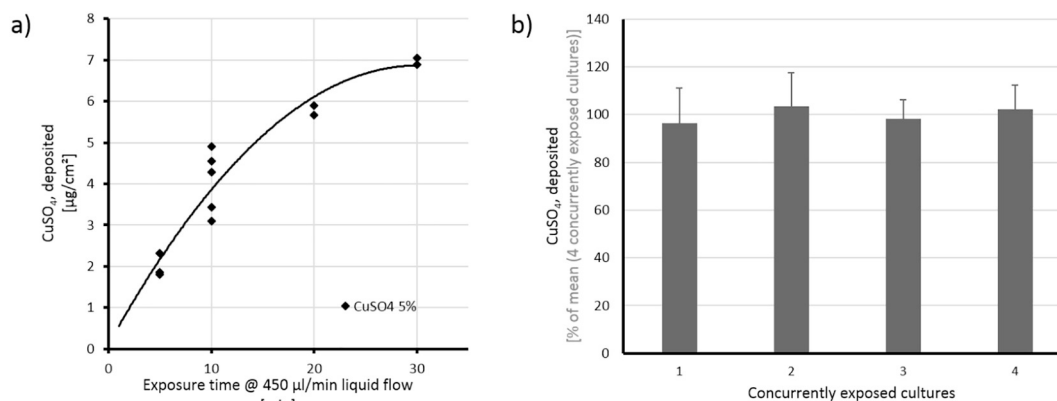 a)
8
7
6
5
4
3
2
1
0
0
10
20
30
CuSO₄, deposited
[µg/cm²]
CuSO4 5%
Exposure time @ 450 µl/min liquid flow
b)
140
120
100
80
60
40
20
0
1
2
3
4
CuSO₄, deposited
[% of mean (4 concurrently exposed cultures)]
Concurrently exposed cultures